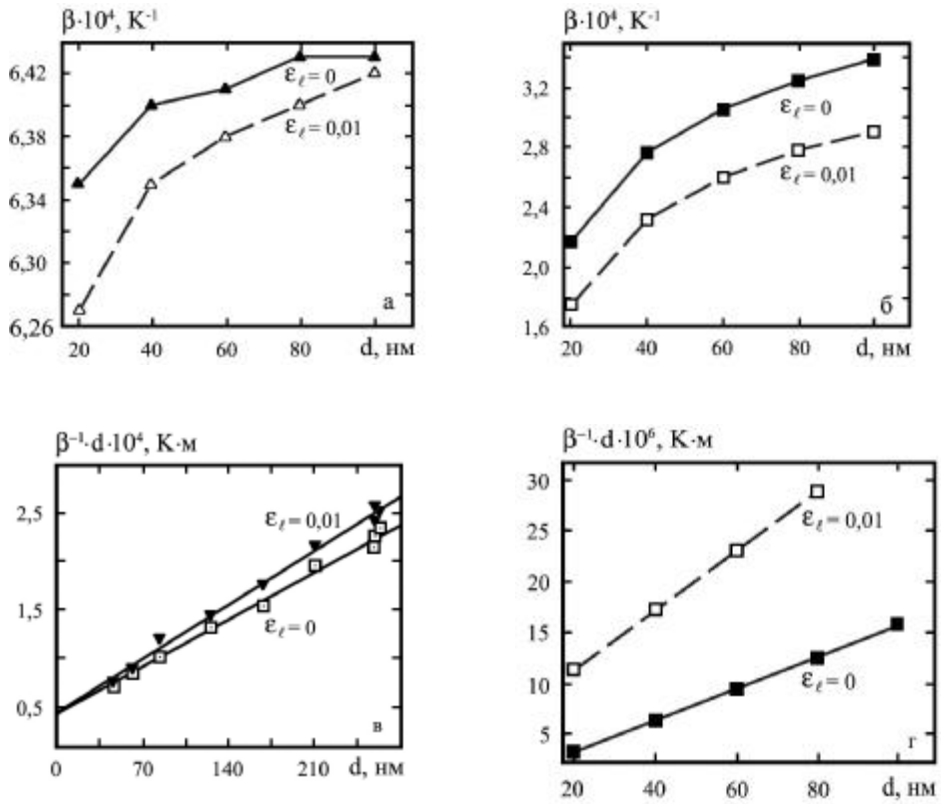 β·10⁴, K⁻¹
6,42
6,38
6,34
6,30
6,26
ε_ℓ = 0
ε_ℓ = 0,01
а
20 40 60 80 d, нм
β·10⁴, K⁻¹
3,2
2,8
2,4
2,0
1,6
ε_ℓ = 0
ε_ℓ = 0,01
б
20 40 60 80 d, нм
β⁻¹·d·10⁴, K·м
2,5
1,5
0,5
ε_ℓ = 0,01
ε_ℓ = 0
в
0 70 140 210 d, нм
β⁻¹·d·10⁶, K·м
30
25
20
15
10
5
ε_ℓ = 0,01
ε_ℓ = 0
г
20 40 60 80 d, нм